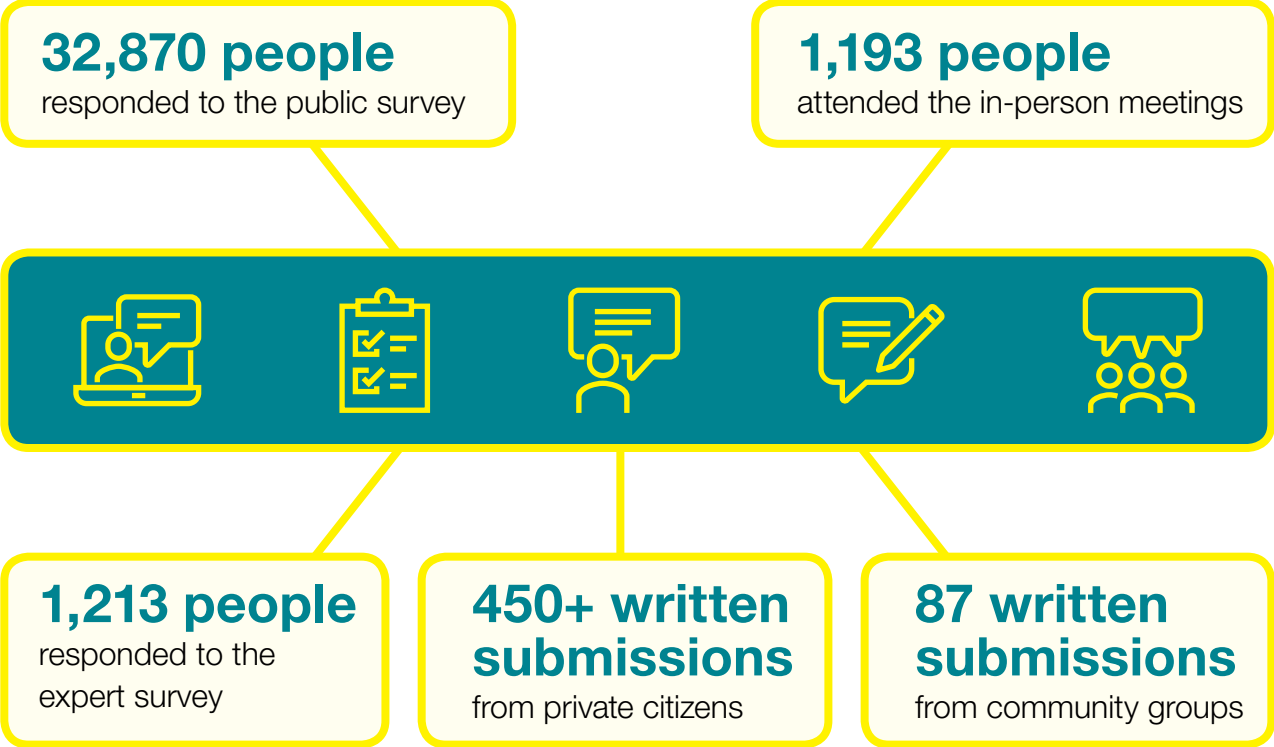 32,870 people
responded to the public survey
1,193 people
attended the in-person meetings
1,213 people
responded to the
expert survey
450+ written
submissions
from private citizens
87 written
submissions
from community groups